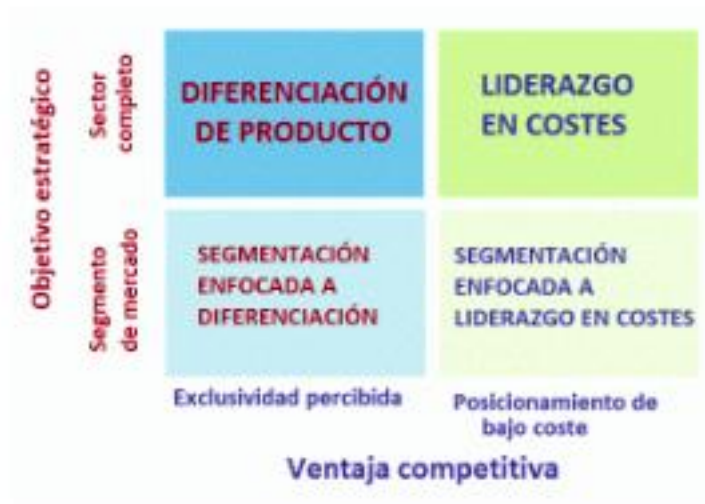 Objetivo estratégico
Sector
completo
DIFERENCIACIÓN
DE PRODUCTO
LIDERAZGO
EN COSTES
Segmento
de mercado
SEGMENTACIÓN
ENFOCADA A
DIFERENCIACIÓN
SEGMENTACIÓN
ENFOCADA A
LIDERAZGO EN COSTES
Exclusividad percibida
Posicionamiento de
bajo coste
Ventaja competitiva